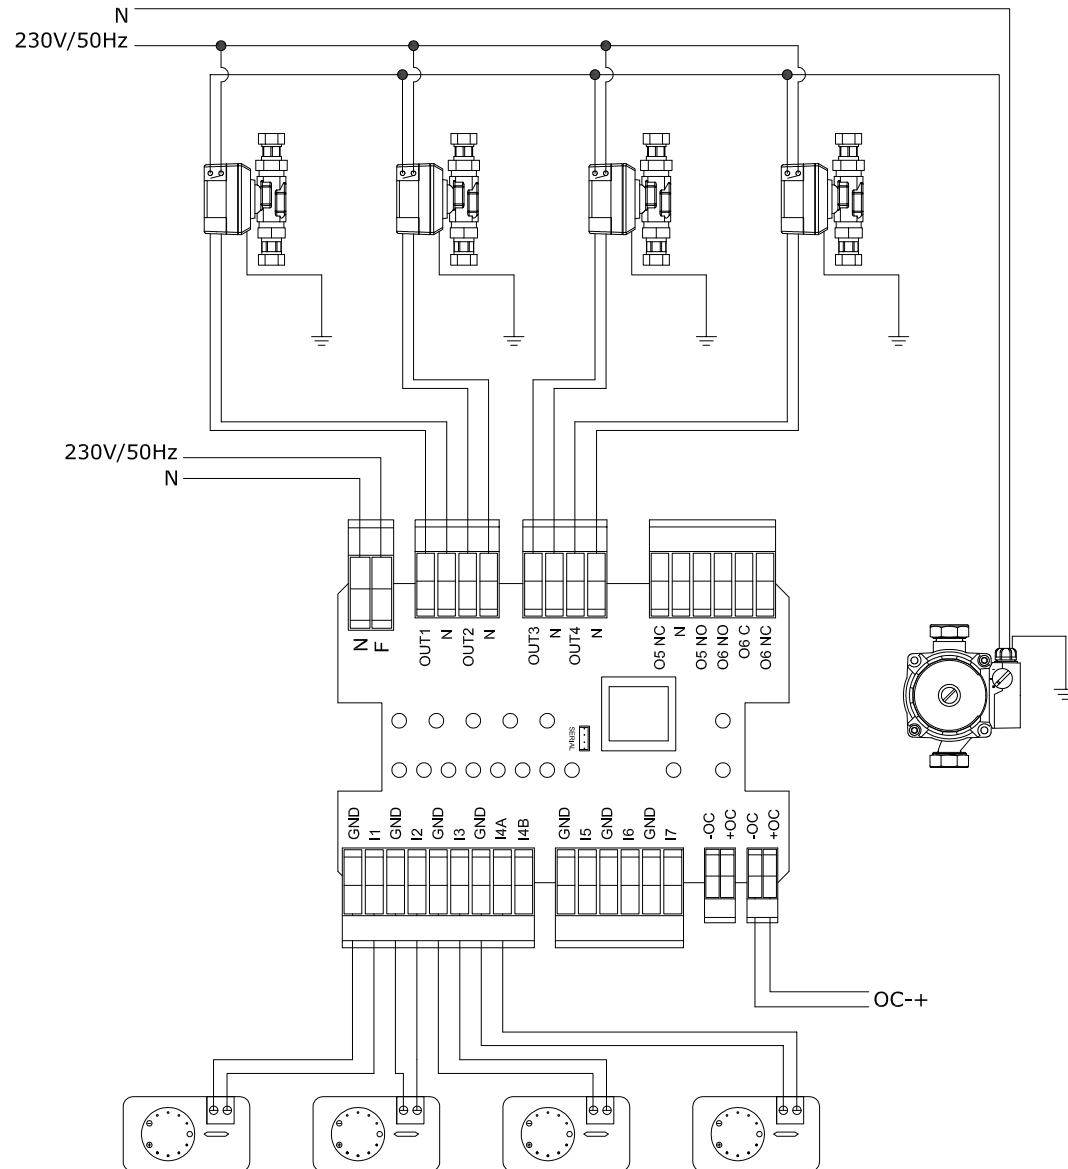 N
230V/50Hz
230V/50Hz
N
N
F
OUT1
N
OUT2
N
OUT3
N
OUT4
N
O5 NC
N
O5 NO
O6 NO
O6 C
O6 NC
SERIAL
GND
I1
GND
I2
GND
I3
GND
I4A
I4B
GND
I5
GND
I6
GND
I7
-OC
+OC
-OC
+OC
OC-+